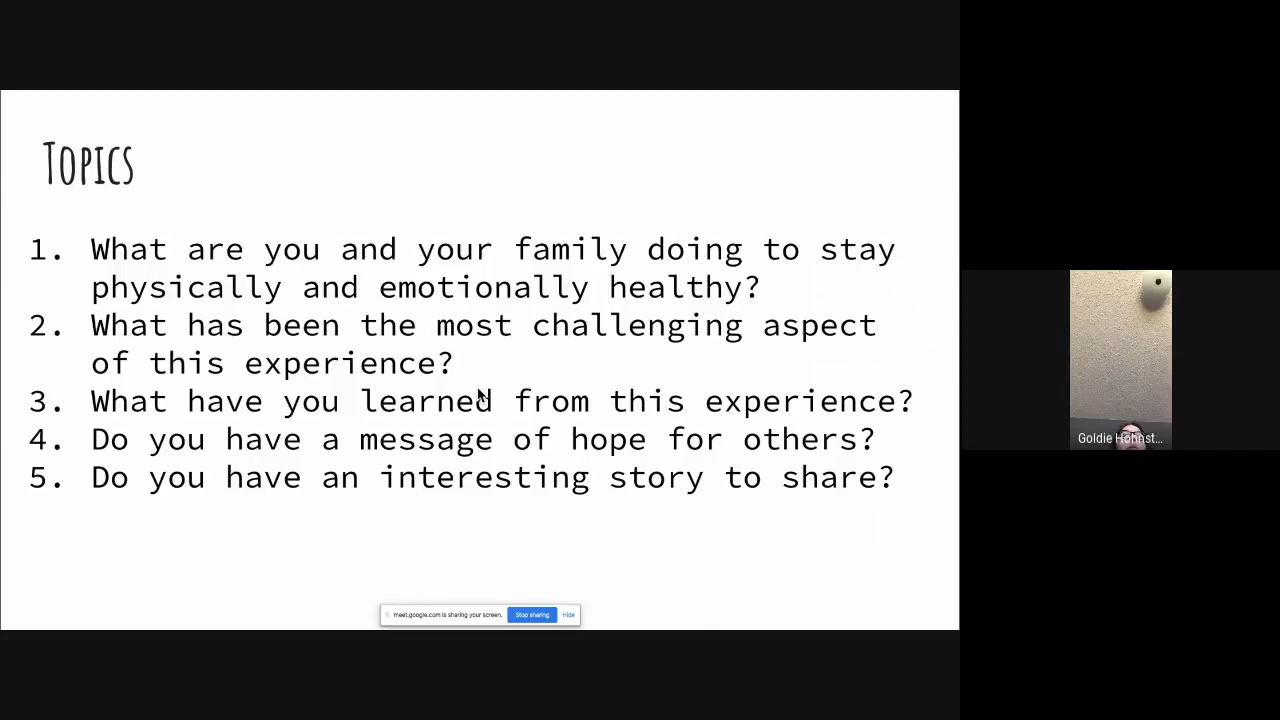 Topics
1. What are you and your family doing to stay
physically and emotionally healthy?
2. What has been the most challenging aspect
of this experience?
3. What have you learned from this experience?
4. Do you have a message of hope for others?
5. Do you have an interesting story to share?
meet.google.com is sharing your screen. Stop sharing Hide
Goldie Hohnst...